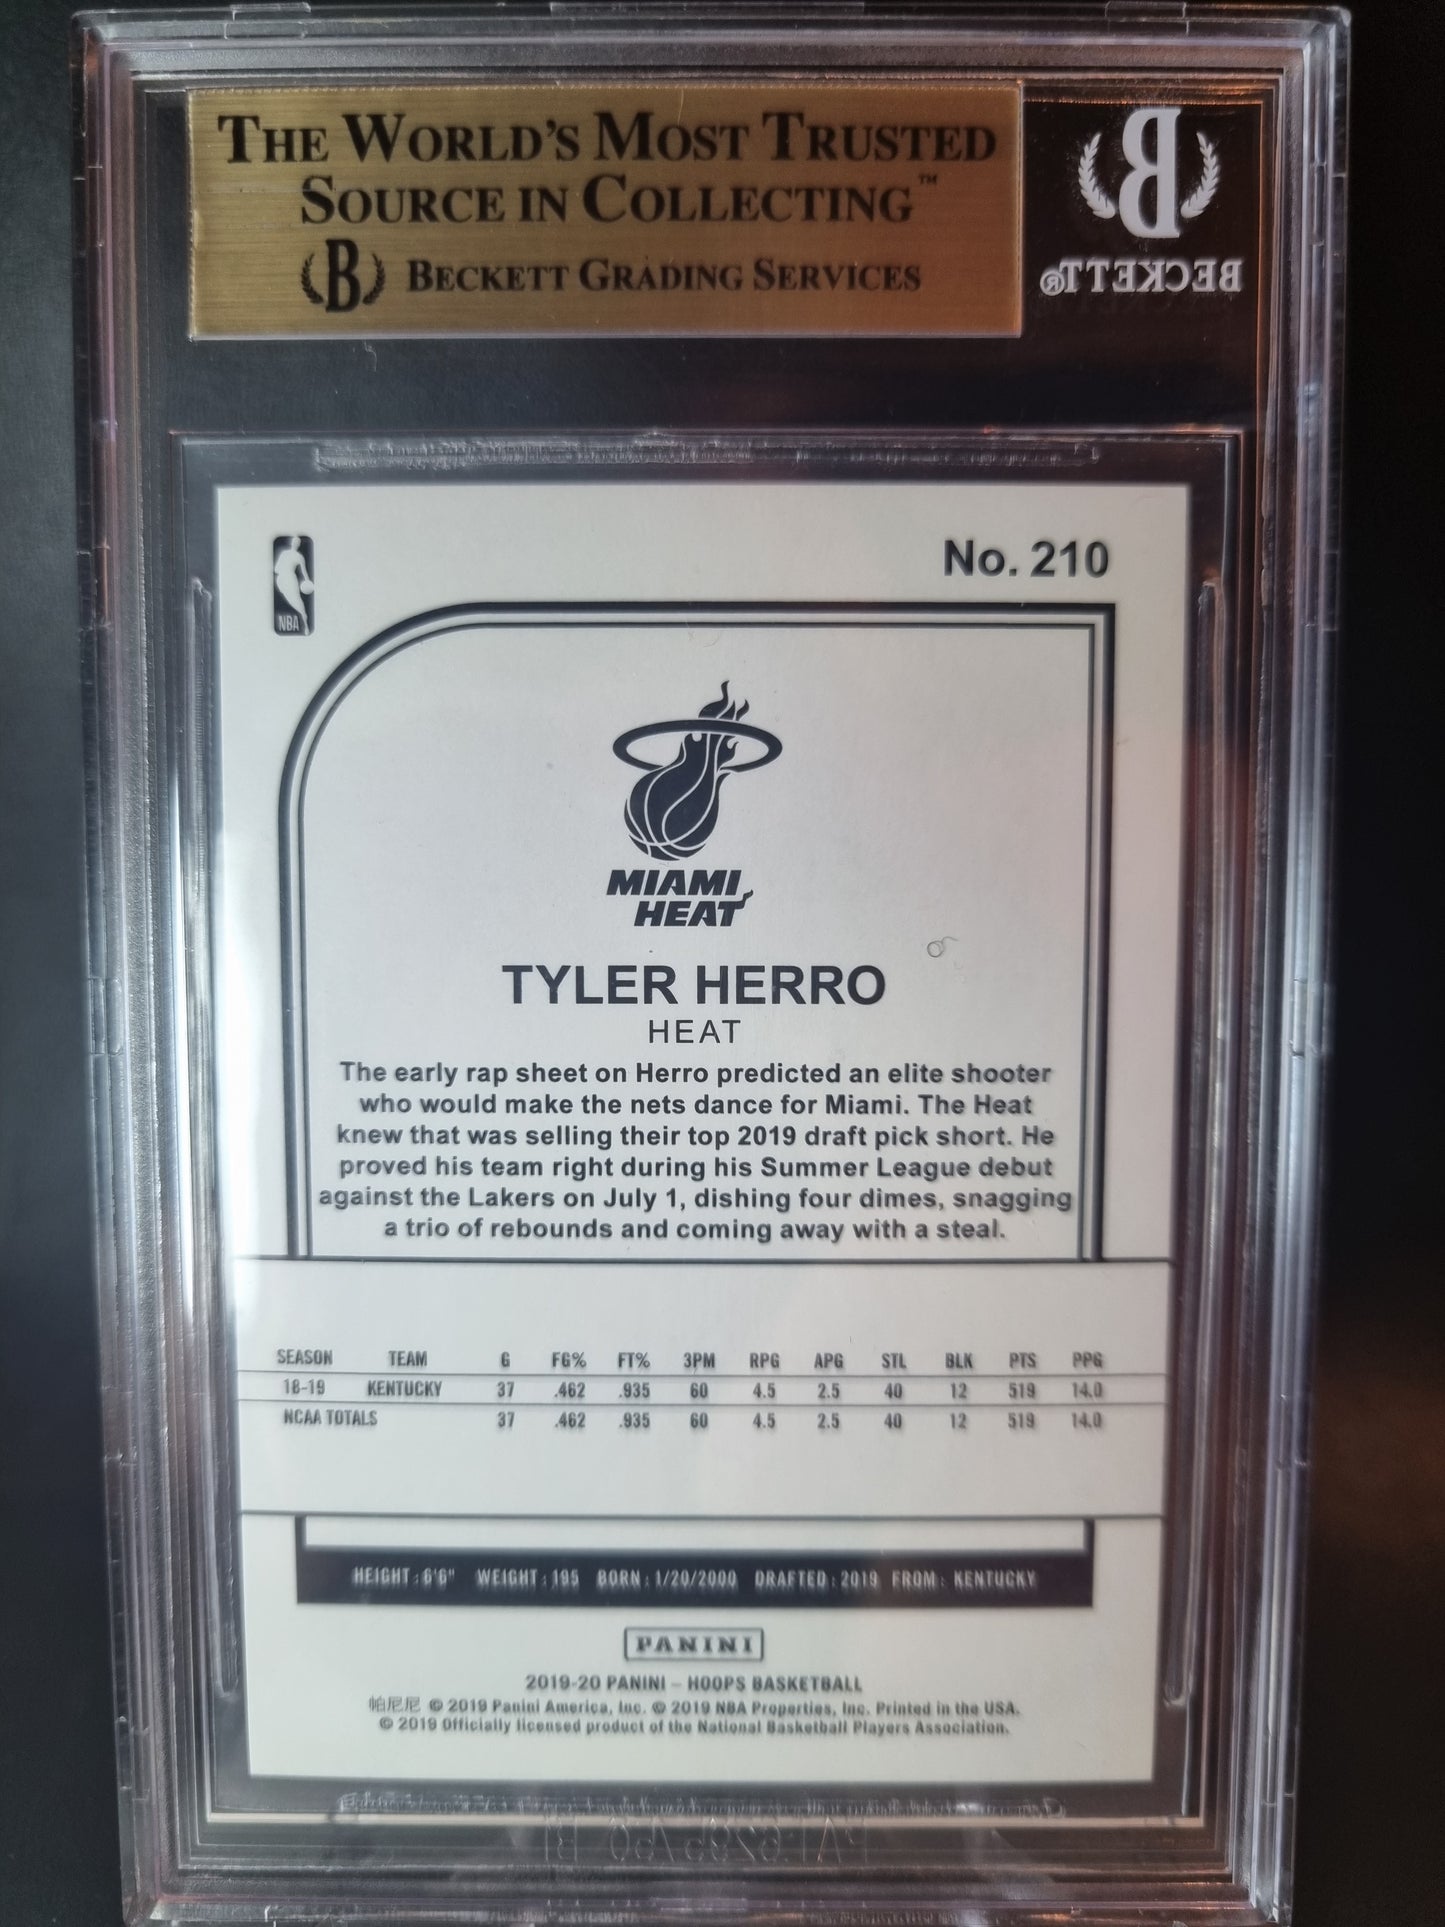 THE WORLD'S MOST TRUSTED
SOURCE IN COLLECTING™
B BECKETT GRADING SERVICES
B
BECKETT®
NBA
No. 210
MIAMI
HEAT
TYLER HERRO
HEAT
The early rap sheet on Herro predicted an elite shooter
who would make the nets dance for Miami. The Heat
knew that was selling their top 2019 draft pick short. He
proved his team right during his Summer League debut
against the Lakers on July 1, dishing four dimes, snagging
a trio of rebounds and coming away with a steal.
SEASON TEAM G FG% FT% 3PM RPG APG STL BLK PTS PPG
18-19 KENTUCKY 37 .462 .935 60 4.5 2.5 40 12 519 14.0
NCAA TOTALS 37 .462 .935 60 4.5 2.5 40 12 519 14.0
HEIGHT : 6'6" WEIGHT : 195 BORN : 1/20/2000 DRAFTED : 2019 FROM : KENTUCKY
PANINI
2019-20 PANINI – HOOPS BASKETBALL
帕尼尼 © 2019 Panini America, Inc. © 2019 NBA Properties, Inc. Printed in the USA.
© 2019 Officially licensed product of the National Basketball Players Association.